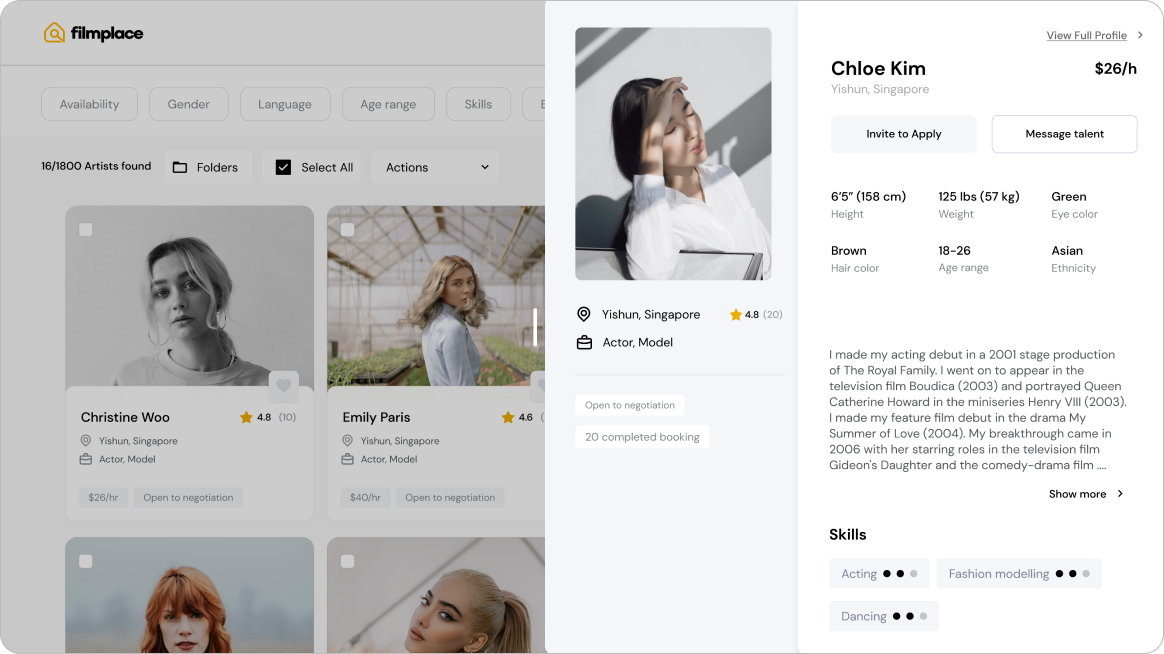 filmplace
Availability
Gender
Language
Age range
Skills
16/1800 Artists found
Folders
Select All
Actions
Christine Woo
4.8 (10)
Yishun, Singapore
Actor, Model
$26/hr
Open to negotiation
Emily Paris
4.6
Yishun, Singapore
Actor, Model
$40/hr
Open to negotiation
Yishun, Singapore
4.8 (20)
Actor, Model
Open to negotiation
20 completed booking
View Full Profile
Chloe Kim
$26/h
Yishun, Singapore
Invite to Apply
Message talent
6’5” (158 cm)
Height
125 lbs (57 kg)
Weight
Green
Eye color
Brown
Hair color
18-26
Age range
Asian
Ethnicity
I made my acting debut in a 2001 stage production
of The Royal Family. I went on to appear in the
television film Boudica (2003) and portrayed Queen
Catherine Howard in the miniseries Henry VIII (2003).
I made my feature film debut in the drama My
Summer of Love (2004). My breakthrough came in
2006 with her starring roles in the television film
Gideon's Daughter and the comedy-drama film ....
Show more
Skills
Acting
Fashion modelling
Dancing